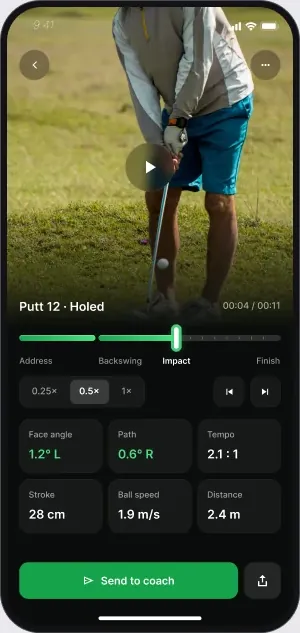 9:41
Putt 12 · Holed
00:04 / 00:11
Address Backswing Impact Finish
0.25× 0.5× 1×
Face angle Path Tempo
1.2° L 0.6° R 2.1 : 1
Stroke Ball speed Distance
28 cm 1.9 m/s 2.4 m
Send to coach